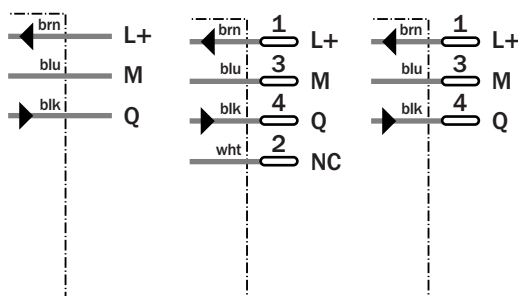 brn L+
blu M
blk Q
brn 1 L+
blu 3 M
blk 4 Q
wht 2 NC
brn 1 L+
blu 3 M
blk 4 Q